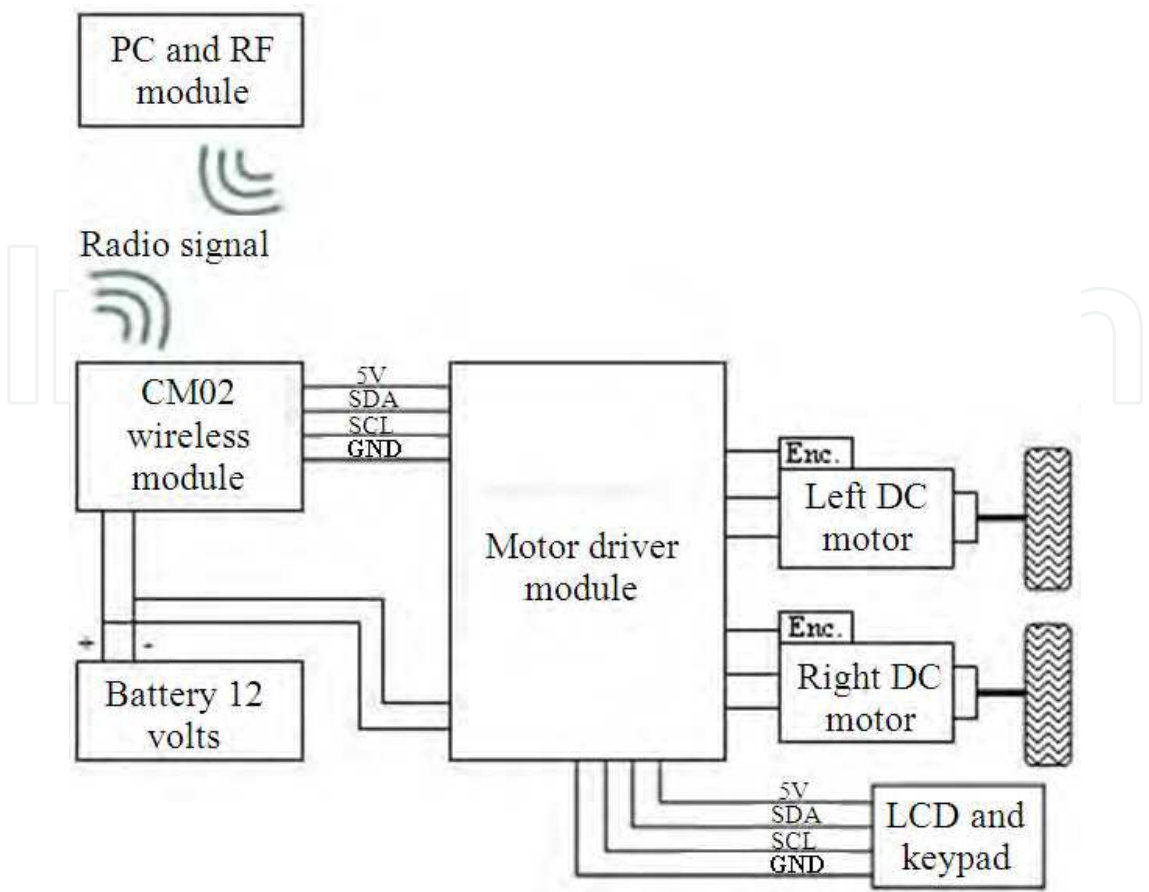 PC and RF
module
Radio signal
CM02
wireless
module
5V
SDA
SCL
GND
Motor driver
module
Enc.
Left DC
motor
Enc.
Right DC
motor
+ -
Battery 12
volts
5V
SDA
SCL
GND
LCD and
keypad